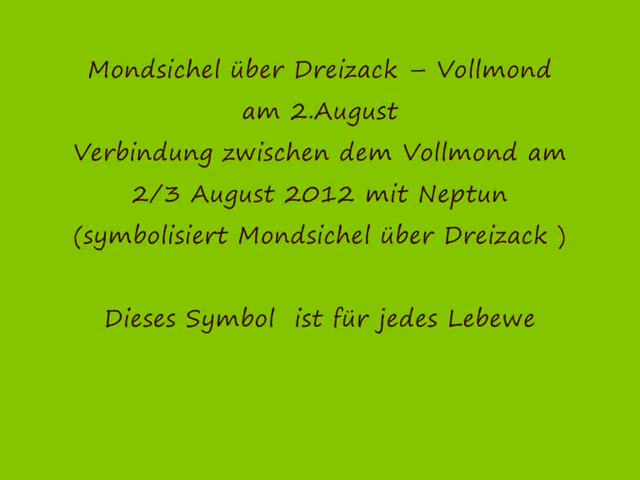 Mondsichel über Dreizack – Vollmond
am 2.August
Verbindung zwischen dem Vollmond am
2/3 August 2012 mit Neptun
(symbolisiert Mondsichel über Dreizack )
Dieses Symbol  ist für jedes Lebewe